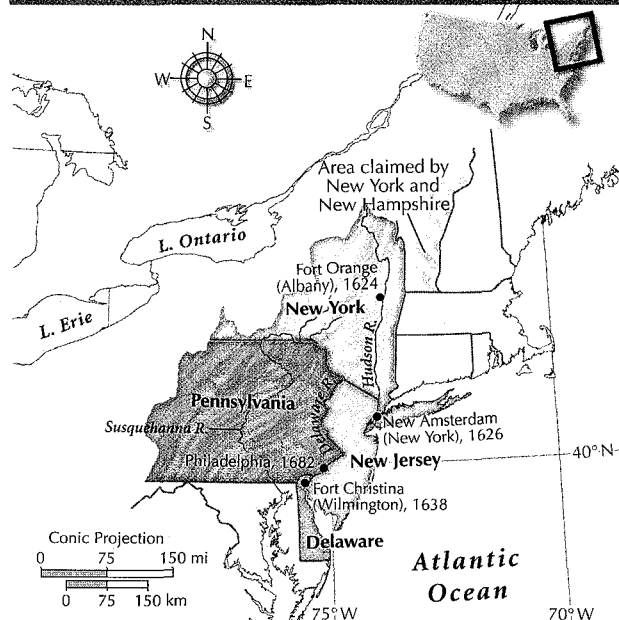 N
W
E
S
Area claimed by
New York and
New Hampshire
L. Ontario
Fort Orange
(Albany), 1624
New York
L. Erie
Hudson R.
Delaware R.
Pennsylvania
Susquehanna R.
New Amsterdam
(New York), 1626
Philadelphia, 1682
New Jersey
40°N
Fort Christina
(Wilmington), 1638
Conic Projection
0 75 150 mi
0 75 150 km
Delaware
Atlantic
Ocean
75°W
70°W